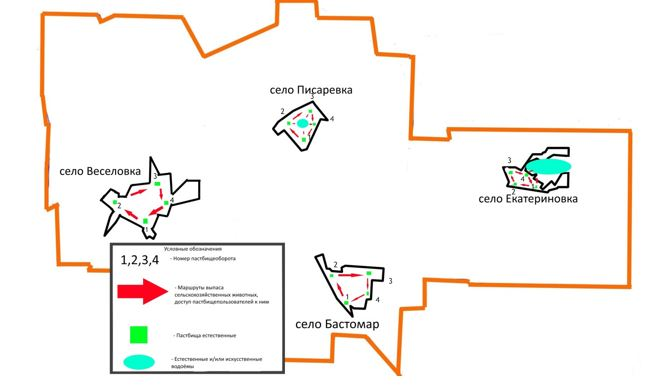 село Писаревка
3
2
4
1
село Веселовка
3
2
4
1
3
4
2
село Екатериновка
Условные обозначения
1,2,3,4 - Номер пастбищеоборота
- Маршруты выпаса
сельскохозяйственных животных,
доступ пастбищепользователей к ним
- Пастбища естественные
- Естественные и/или искусственные
водоёмы
2
3
1
4
село Бастомар